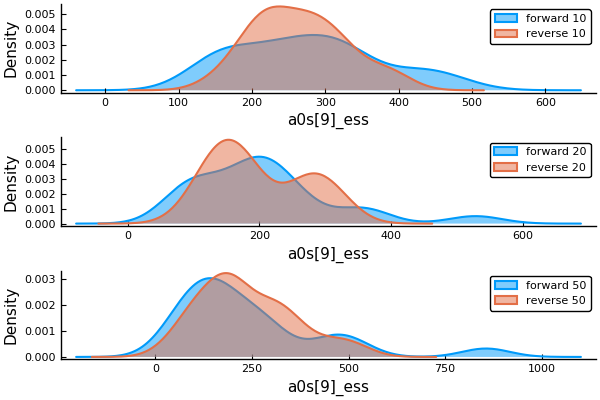 0.005
0.004
0.003
0.002
0.001
0.000
Density
0 100 200 300 400 500 600
a0s[9]_ess
forward 10
reverse 10
0.005
0.004
0.003
0.002
0.001
0.000
Density
0 200 400 600
a0s[9]_ess
forward 20
reverse 20
0.003
0.002
0.001
0.000
Density
0 250 500 750 1000
a0s[9]_ess
forward 50
reverse 50